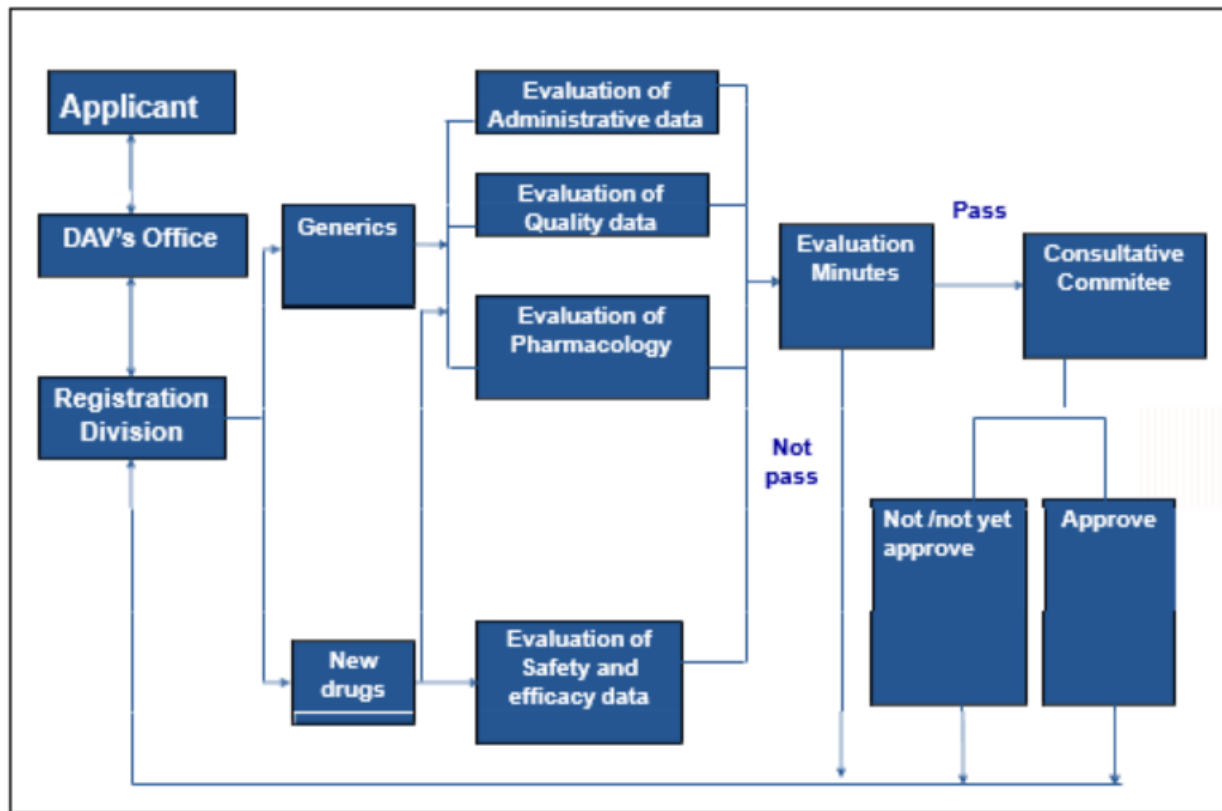 Applicant
DAV's Office
Registration
Division
Generics
New
drugs
Evaluation of
Administrative data
Evaluation of
Quality data
Evaluation of
Pharmacology
Evaluation of
Safety and
efficacy data
Evaluation
Minutes
Pass
Not
pass
Consultative
Commitee
Not /not yet
approve
Approve